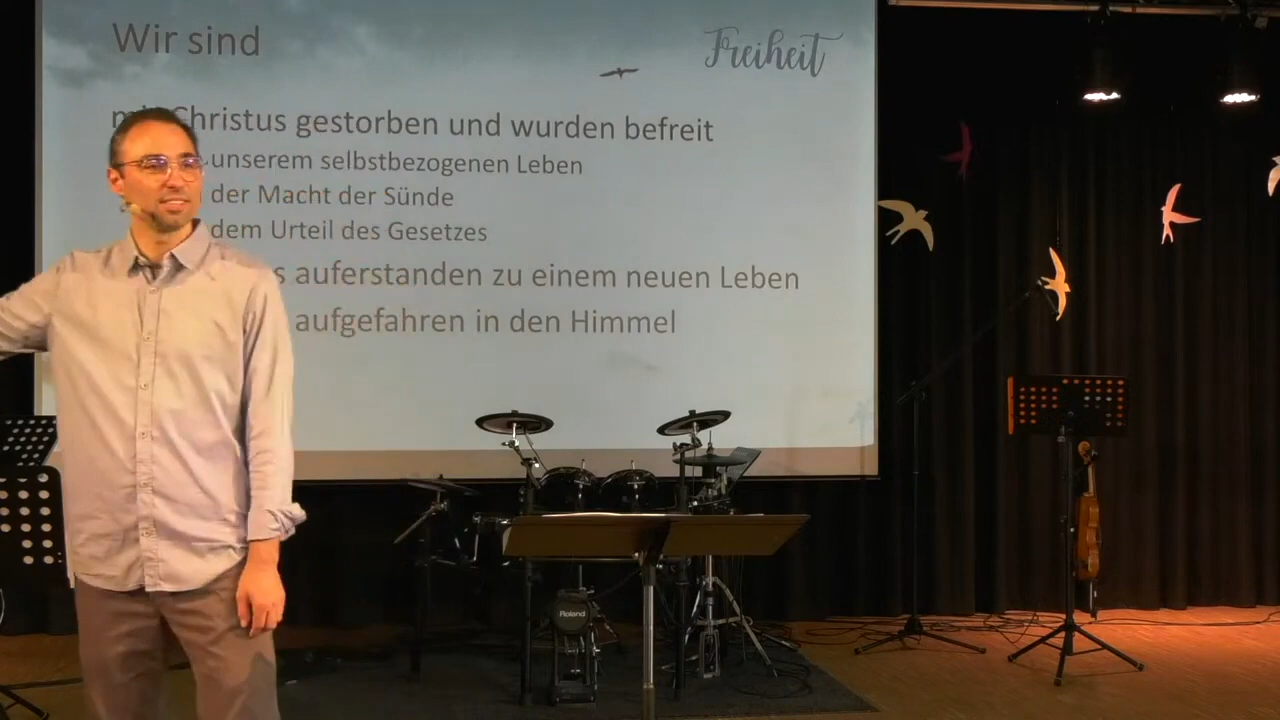 Wir sind
Freiheit
Christus gestorben und wurden befreit
unserem selbstbezogenen Leben
der Macht der Sünde
dem Urteil des Gesetzes
auferstanden zu einem neuen Leben
aufgefahren in den Himmel
Roland